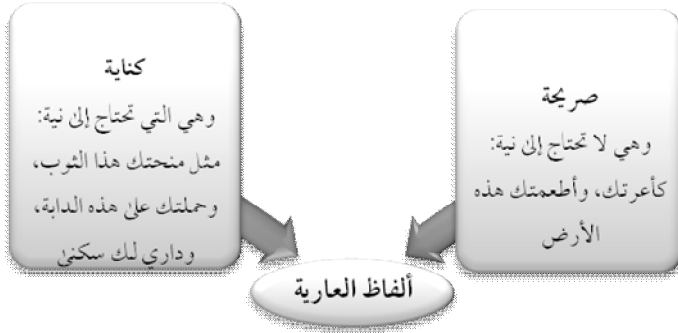 صريحة
وهي لا تحتاج إلىٰ نية:
كأعرتك، وأطعمتك هذه
الأرض
كناية
وهي التي تحتاج إلىٰ نية:
مثل منحتك هذا الثوب،
وحملتك علىٰ هذه الدابة،
وداري لك سكنىٰ
ألفاظ العارية